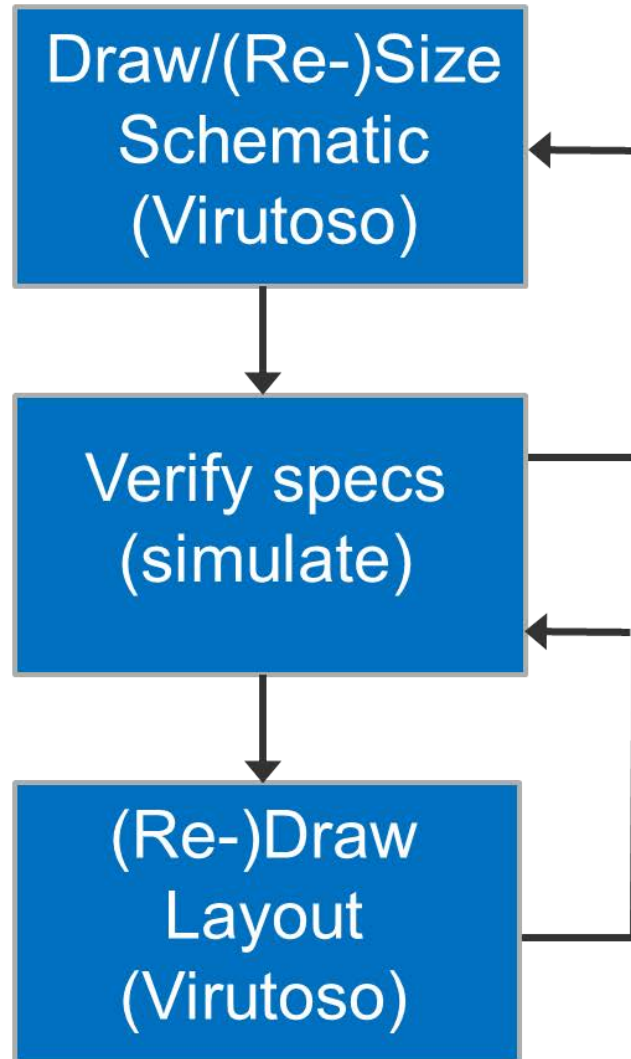 Draw/(Re-)Size
Schematic
(Virutoso)
Verify specs
(simulate)
(Re-)Draw
Layout
(Virutoso)